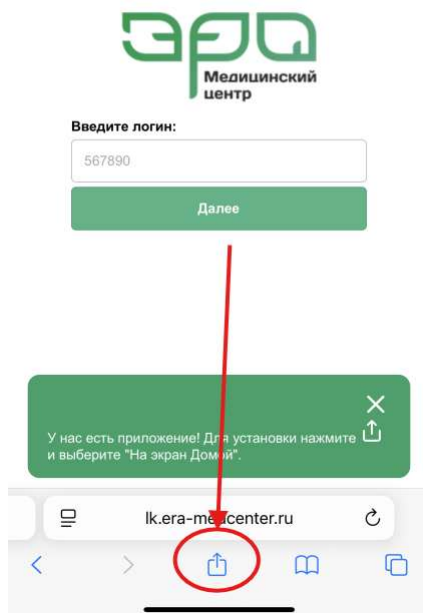 ЭРА
Медицинский
центр
Введите логин:
567890
Далее
У нас есть приложение! Для установки нажмите
и выберите "На экран Домой".
lk.era-medcenter.ru